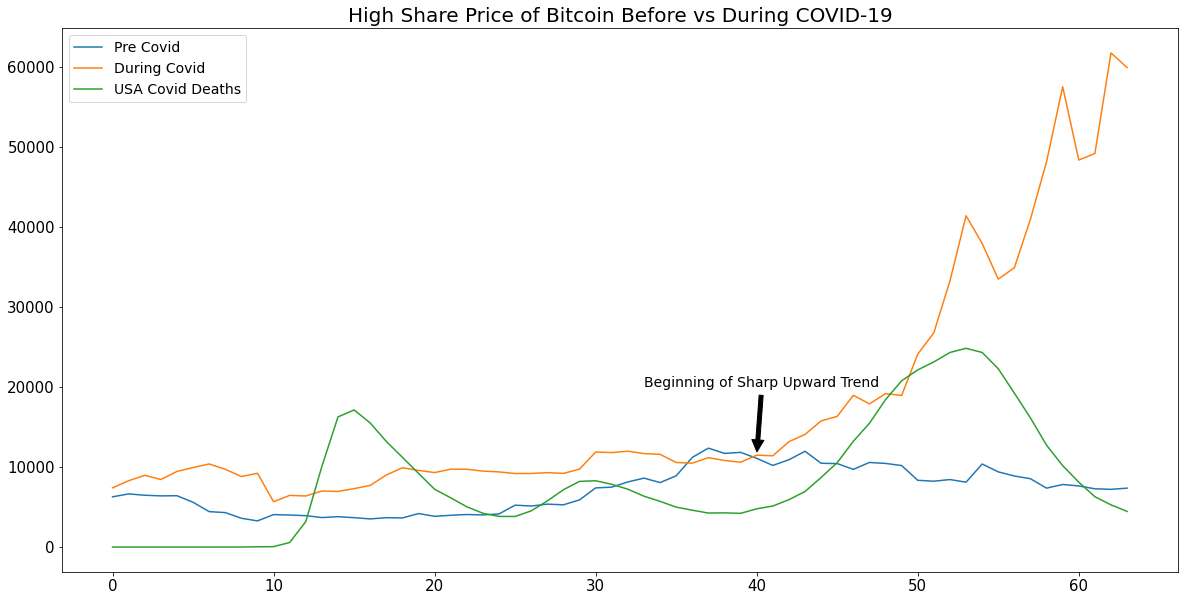 High Share Price of Bitcoin Before vs During COVID-19
Pre Covid
During Covid
USA Covid Deaths
60000
50000
40000
30000
20000
10000
0
Beginning of Sharp Upward Trend
0 10 20 30 40 50 60